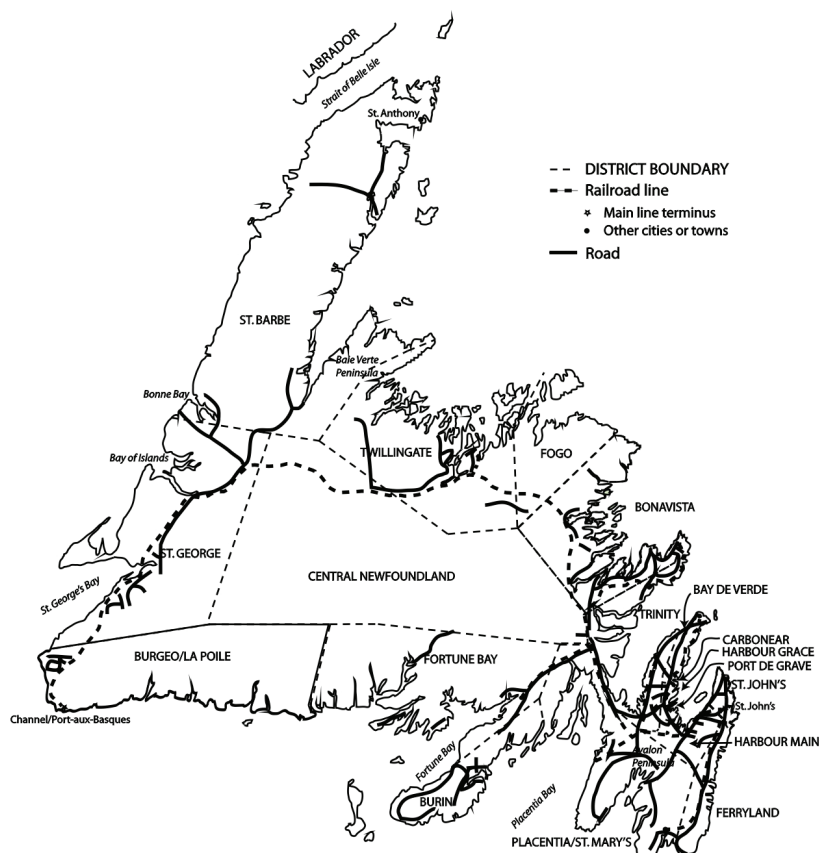 LABRADOR
Strait of Belle Isle
St. Anthony
DISTRICT BOUNDARY
Railroad line
Main line terminus
Other cities or towns
Road
ST. BARBE
Baie Verte
Peninsula
Bonne Bay
TWILLINGATE
FOGO
Bay of Islands
BONAVISTA
ST. GEORGE
CENTRAL NEWFOUNDLAND
St. George's Bay
BAY DE VERDE
TRINITY
CARBONEAR
HARBOUR GRACE
PORT DE GRAVE
BURGEO/LA POILE
FORTUNE BAY
ST. JOHN'S
St. John's
Channel/Port-aux-Basques
HARBOUR MAIN
Avalon
Peninsula
Fortune Bay
BURIN
Placentia Bay
FERRYLAND
PLACENTIA/ST. MARY'S